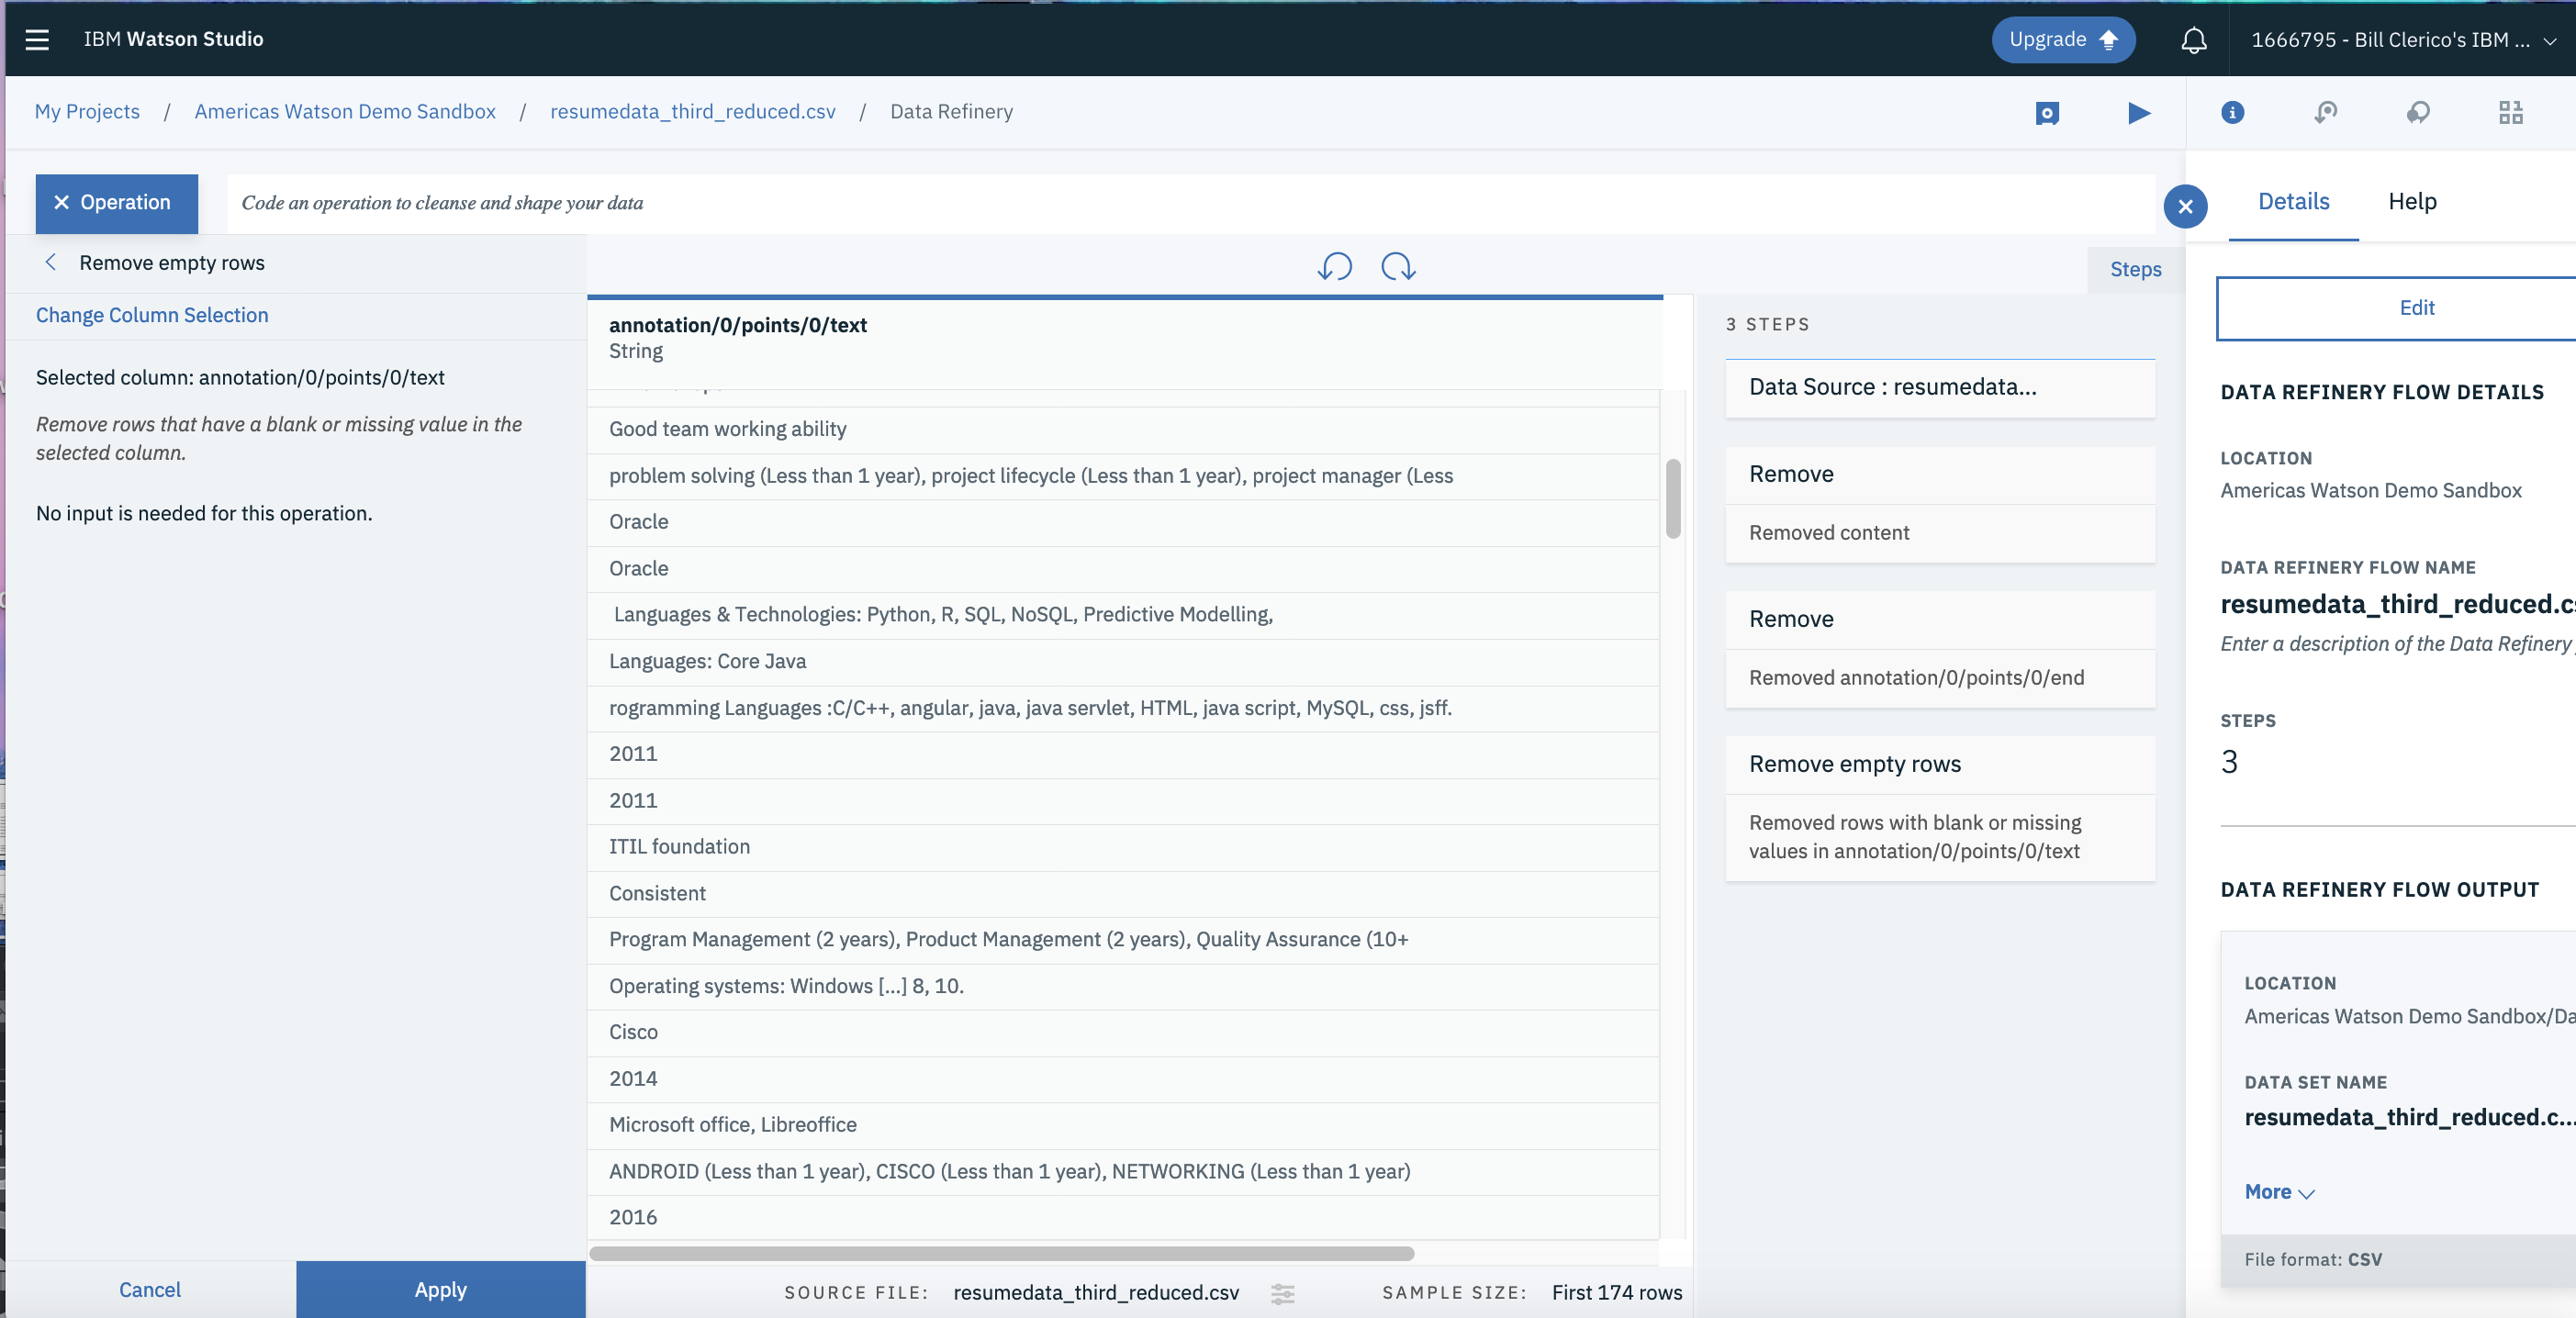 IBM Watson Studio
Upgrade
1666795 - Bill Clerico's IBM ...
My Projects / Americas Watson Demo Sandbox / resumedata_third_reduced.csv / Data Refinery
Operation
Code an operation to cleanse and shape your data
Details
Help
Remove empty rows
Change Column Selection
Selected column: annotation/0/points/0/text
Remove rows that have a blank or missing value in the
selected column.
No input is needed for this operation.
Cancel
Apply
annotation/0/points/0/text
String
Good team working ability
problem solving (Less than 1 year), project lifecycle (Less than 1 year), project manager (Less
Oracle
Oracle
Languages & Technologies: Python, R, SQL, NoSQL, Predictive Modelling,
Languages: Core Java
rogramming Languages :C/C++, angular, java, java servlet, HTML, java script, MySQL, css, jsff.
2011
2011
ITIL foundation
Consistent
Program Management (2 years), Product Management (2 years), Quality Assurance (10+
Operating systems: Windows [...] 8, 10.
Cisco
2014
Microsoft office, Libreoffice
ANDROID (Less than 1 year), CISCO (Less than 1 year), NETWORKING (Less than 1 year)
2016
SOURCE FILE: resumedata_third_reduced.csv
SAMPLE SIZE: First 174 rows
Steps
3 STEPS
Data Source : resumedata...
Remove
Removed content
Remove
Removed annotation/0/points/0/end
Remove empty rows
Removed rows with blank or missing
values in annotation/0/points/0/text
Edit
DATA REFINERY FLOW DETAILS
LOCATION
Americas Watson Demo Sandbox
DATA REFINERY FLOW NAME
resumedata_third_reduced.cs
Enter a description of the Data Refinery
STEPS
3
DATA REFINERY FLOW OUTPUT
LOCATION
Americas Watson Demo Sandbox/Da
DATA SET NAME
resumedata_third_reduced.c...
More
File format: CSV